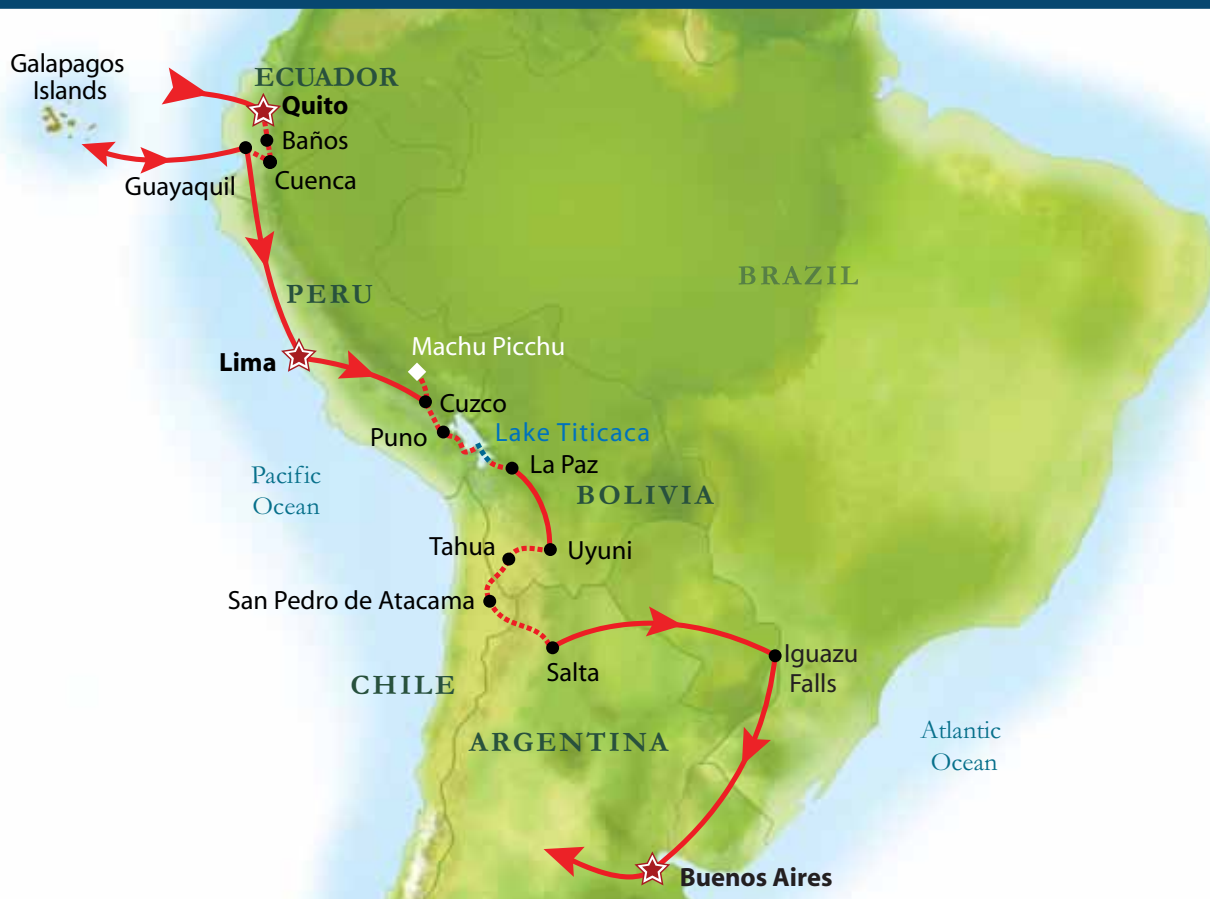 Galapagos
Islands
ECUADOR
Quito
Baños
Guayaquil
Cuenca
BRAZIL
PERU
Machu Picchu
Lima
Cuzco
Puno
Lake Titicaca
La Paz
Pacific
Ocean
BOLIVIA
Tahua
Uyuni
San Pedro de Atacama
Salta
Iguazu
Falls
CHILE
ARGENTINA
Atlantic
Ocean
Buenos Aires